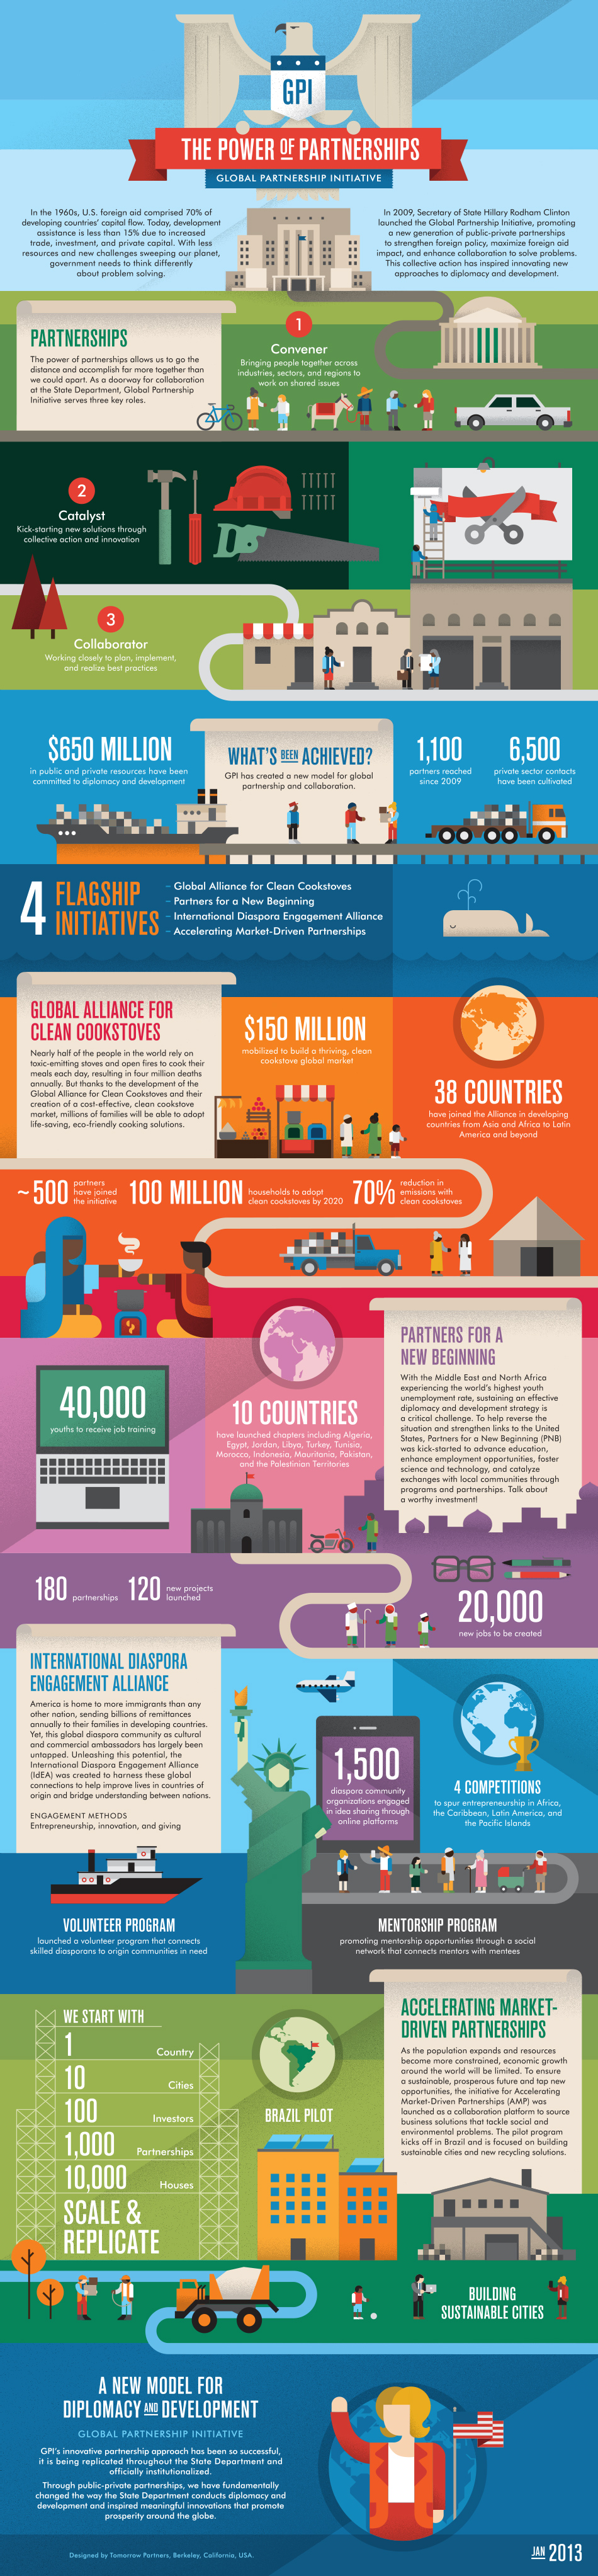 GPI
THE POWER OF PARTNERSHIPS
GLOBAL PARTNERSHIP INITIATIVE
In the 1960s, U.S. foreign aid comprised 70% of
developing countries' capital flow. Today, development
assistance is less than 15% due to increased
trade, investment, and private capital. With less
resources and new challenges sweeping our planet,
government needs to think differently
about problem solving.
In 2009, Secretary of State Hillary Rodham Clinton
launched the Global Partnership Initiative, promoting
a new generation of public-private partnerships
to strengthen foreign policy, maximize foreign aid
impact, and enhance collaboration to solve problems.
This collective action has inspired innovating new
approaches to diplomacy and development.
PARTNERSHIPS
The power of partnerships allows us to go the
distance and accomplish far more together than
we could apart. As a doorway for collaboration
at the State Department, Global Partnership
Initiative serves three key roles.
1
Convener
Bringing people together across
industries, sectors, and regions to
work on shared issues
2
Catalyst
Kick-starting new solutions through
collective action and innovation
3
Collaborator
Working closely to plan, implement,
and realize best practices
$650 MILLION
in public and private resources have been
committed to diplomacy and development
WHAT'S BEEN ACHIEVED?
GPI has created a new model for global
partnership and collaboration.
1,100
partners reached
since 2009
6,500
private sector contacts
have been cultivated
4 FLAGSHIP
INITIATIVES
– Global Alliance for Clean Cookstoves
– Partners for a New Beginning
– International Diaspora Engagement Alliance
– Accelerating Market-Driven Partnerships
GLOBAL ALLIANCE FOR
CLEAN COOKSTOVES
Nearly half of the people in the world rely on
toxic-emitting stoves and open fires to cook their
meals each day, resulting in four million deaths
annually. But thanks to the development of the
Global Alliance for Clean Cookstoves and their
creation of a cost-effective, clean cookstove
market, millions of families will be able to adopt
life-saving, eco-friendly cooking solutions.
$150 MILLION
mobilized to build a thriving, clean
cookstove global market
38 COUNTRIES
have joined the Alliance in developing
countries from Asia and Africa to Latin
America and beyond
~500 partners
have joined
the initiative
100 MILLION households to adopt
clean cookstoves by 2020
70% reduction in
emissions with
clean cookstoves
40,000
youths to receive job training
10 COUNTRIES
have launched chapters including Algeria,
Egypt, Jordan, Libya, Turkey, Tunisia,
Morocco, Indonesia, Mauritania, Pakistan,
and the Palestinian Territories
PARTNERS FOR A
NEW BEGINNING
With the Middle East and North Africa
experiencing the world's highest youth
unemployment rate, sustaining an effective
diplomacy and development strategy is
a critical challenge. To help reverse the
situation and strengthen links to the United
States, Partners for a New Beginning (PNB)
was kick-started to advance education,
enhance employment opportunities, foster
science and technology, and catalyze
exchanges with local communities through
programs and partnerships. Talk about
a worthy investment!
180 partnerships
120 new projects
launched
20,000
new jobs to be created
INTERNATIONAL DIASPORA
ENGAGEMENT ALLIANCE
America is home to more immigrants than any
other nation, sending billions of remittances
annually to their families in developing countries.
Yet, this global diaspora community as cultural
and commercial ambassadors has largely been
untapped. Unleashing this potential, the
International Diaspora Engagement Alliance
(IdEA) was created to harness these global
connections to help improve lives in countries of
origin and bridge understanding between nations.
ENGAGEMENT METHODS
Entrepreneurship, innovation, and giving
1,500
diaspora community
organizations engaged
in idea sharing through
online platforms
4 COMPETITIONS
to spur entrepreneurship in Africa,
the Caribbean, Latin America, and
the Pacific Islands
VOLUNTEER PROGRAM
launched a volunteer program that connects
skilled diasporans to origin communities in need
MENTORSHIP PROGRAM
promoting mentorship opportunities through a social
network that connects mentors with mentees
WE START WITH
1 Country
10 Cities
100 Investors
1,000 Partnerships
10,000 Houses
SCALE &
REPLICATE
BRAZIL PILOT
ACCELERATING MARKET-
DRIVEN PARTNERSHIPS
As the population expands and resources
become more constrained, economic growth
around the world will be limited. To ensure
a sustainable, prosperous future and tap new
opportunities, the initiative for Accelerating
Market-Driven Partnerships (AMP) was
launched as a collaboration platform to source
business solutions that tackle social and
environmental problems. The pilot program
kicks off in Brazil and is focused on building
sustainable cities and new recycling solutions.
BUILDING
SUSTAINABLE CITIES
A NEW MODEL FOR
DIPLOMACY AND DEVELOPMENT
GLOBAL PARTNERSHIP INITIATIVE
GPI's innovative partnership approach has been so successful,
it is being replicated throughout the State Department and
officially institutionalized.
Through public-private partnerships, we have fundamentally
changed the way the State Department conducts diplomacy and
development and inspired meaningful innovations that promote
prosperity around the globe.
Designed by Tomorrow Partners, Berkeley, California, USA.
JAN 2013